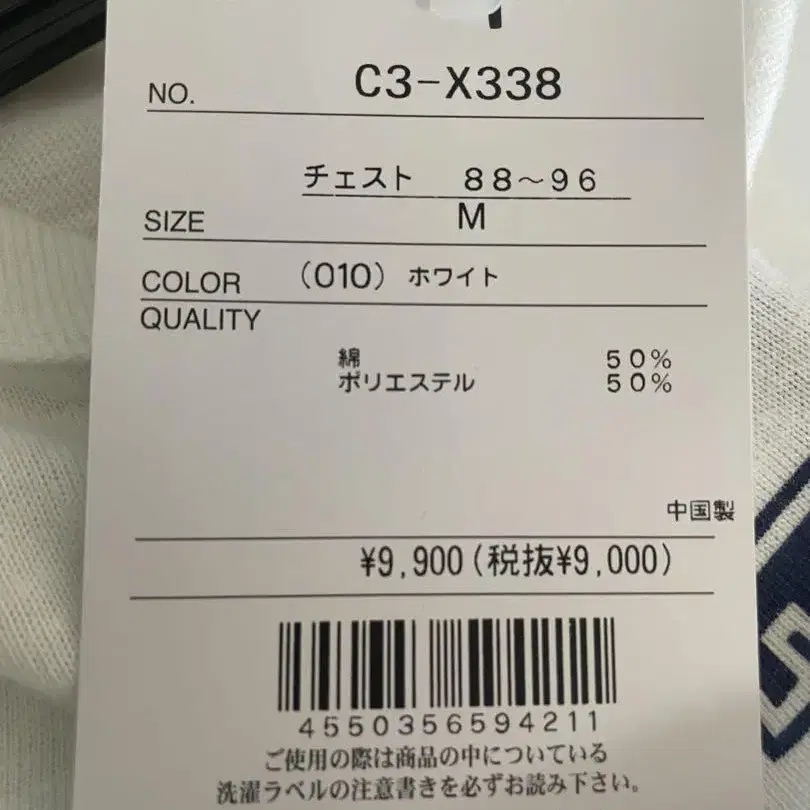 NO. C3-X338
チェスト 88〜96
SIZE M
COLOR (010) ホワイト
QUALITY
綿 50%
ポリエステル 50%
中国製
¥9,900(税抜¥9,000)
4550356594211
ご使用の際は商品の中についている
洗濯ラベルの注意書きを必ずお読み下さい。